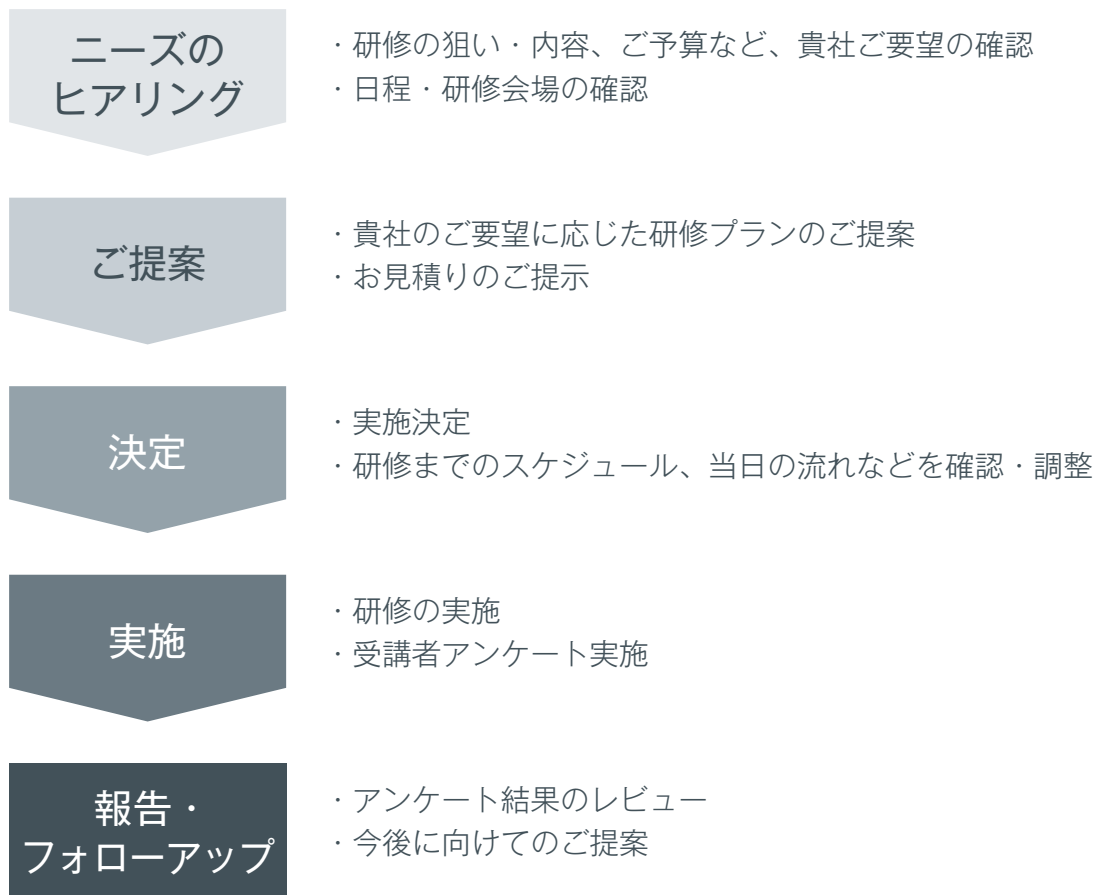 ニーズの
ヒアリング
・研修の狙い・内容、ご予算など、貴社ご要望の確認
・日程・研修会場の確認
ご提案
・貴社のご要望に応じた研修プランのご提案
・お見積りのご提示
決定
・実施決定
・研修までのスケジュール、当日の流れなどを確認・調整
実施
・研修の実施
・受講者アンケート実施
報告・
フォローアップ
・アンケート結果のレビュー
・今後に向けてのご提案